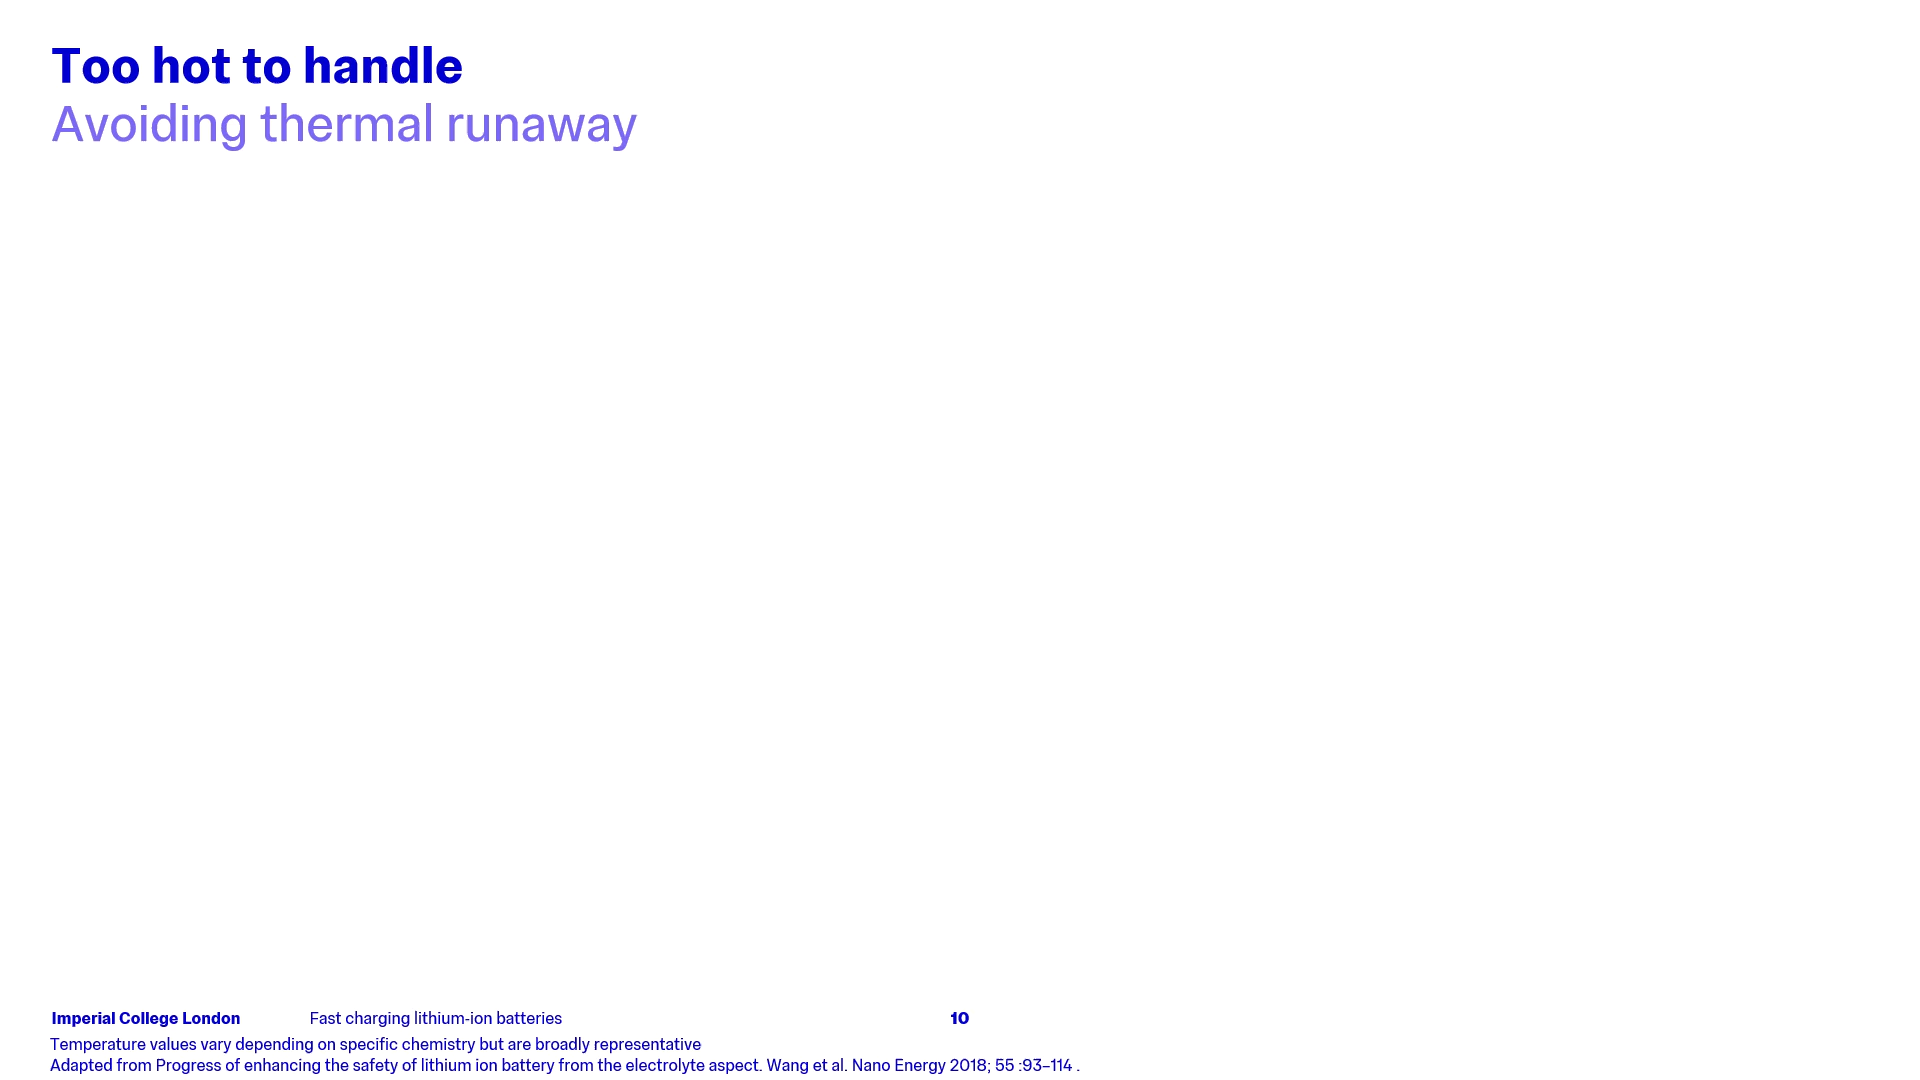 Too hot to handle
Avoiding thermal runaway
Imperial College London Fast charging lithium-ion batteries 10
Temperature values vary depending on specific chemistry but are broadly representative
Adapted from Progress of enhancing the safety of lithium ion battery from the electrolyte aspect. Wang et al. Nano Energy 2018; 55 :93–114 .